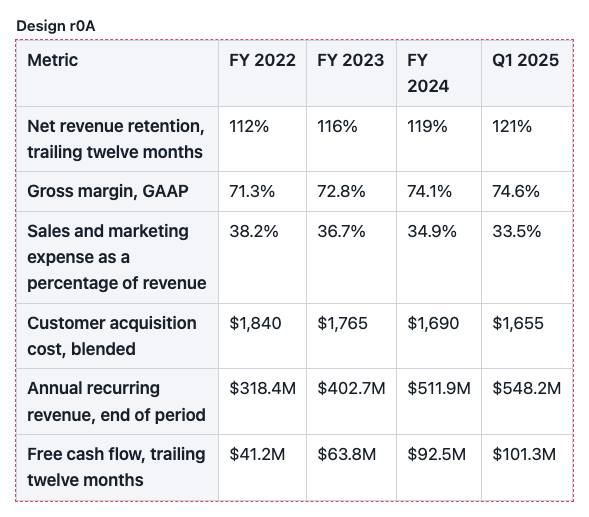 Design r0A
Metric FY 2022 FY 2023 FY Q1 2025
2024
Net revenue retention, 112% 116% 119% 121%
trailing twelve months
Gross margin, GAAP 71.3% 72.8% 74.1% 74.6%
Sales and marketing 38.2% 36.7% 34.9% 33.5%
expense as a
percentage of revenue
Customer acquisition $1,840 $1,765 $1,690 $1,655
cost, blended
Annual recurring $318.4M $402.7M $511.9M $548.2M
revenue, end of period
Free cash flow, trailing $41.2M $63.8M $92.5M $101.3M
twelve months